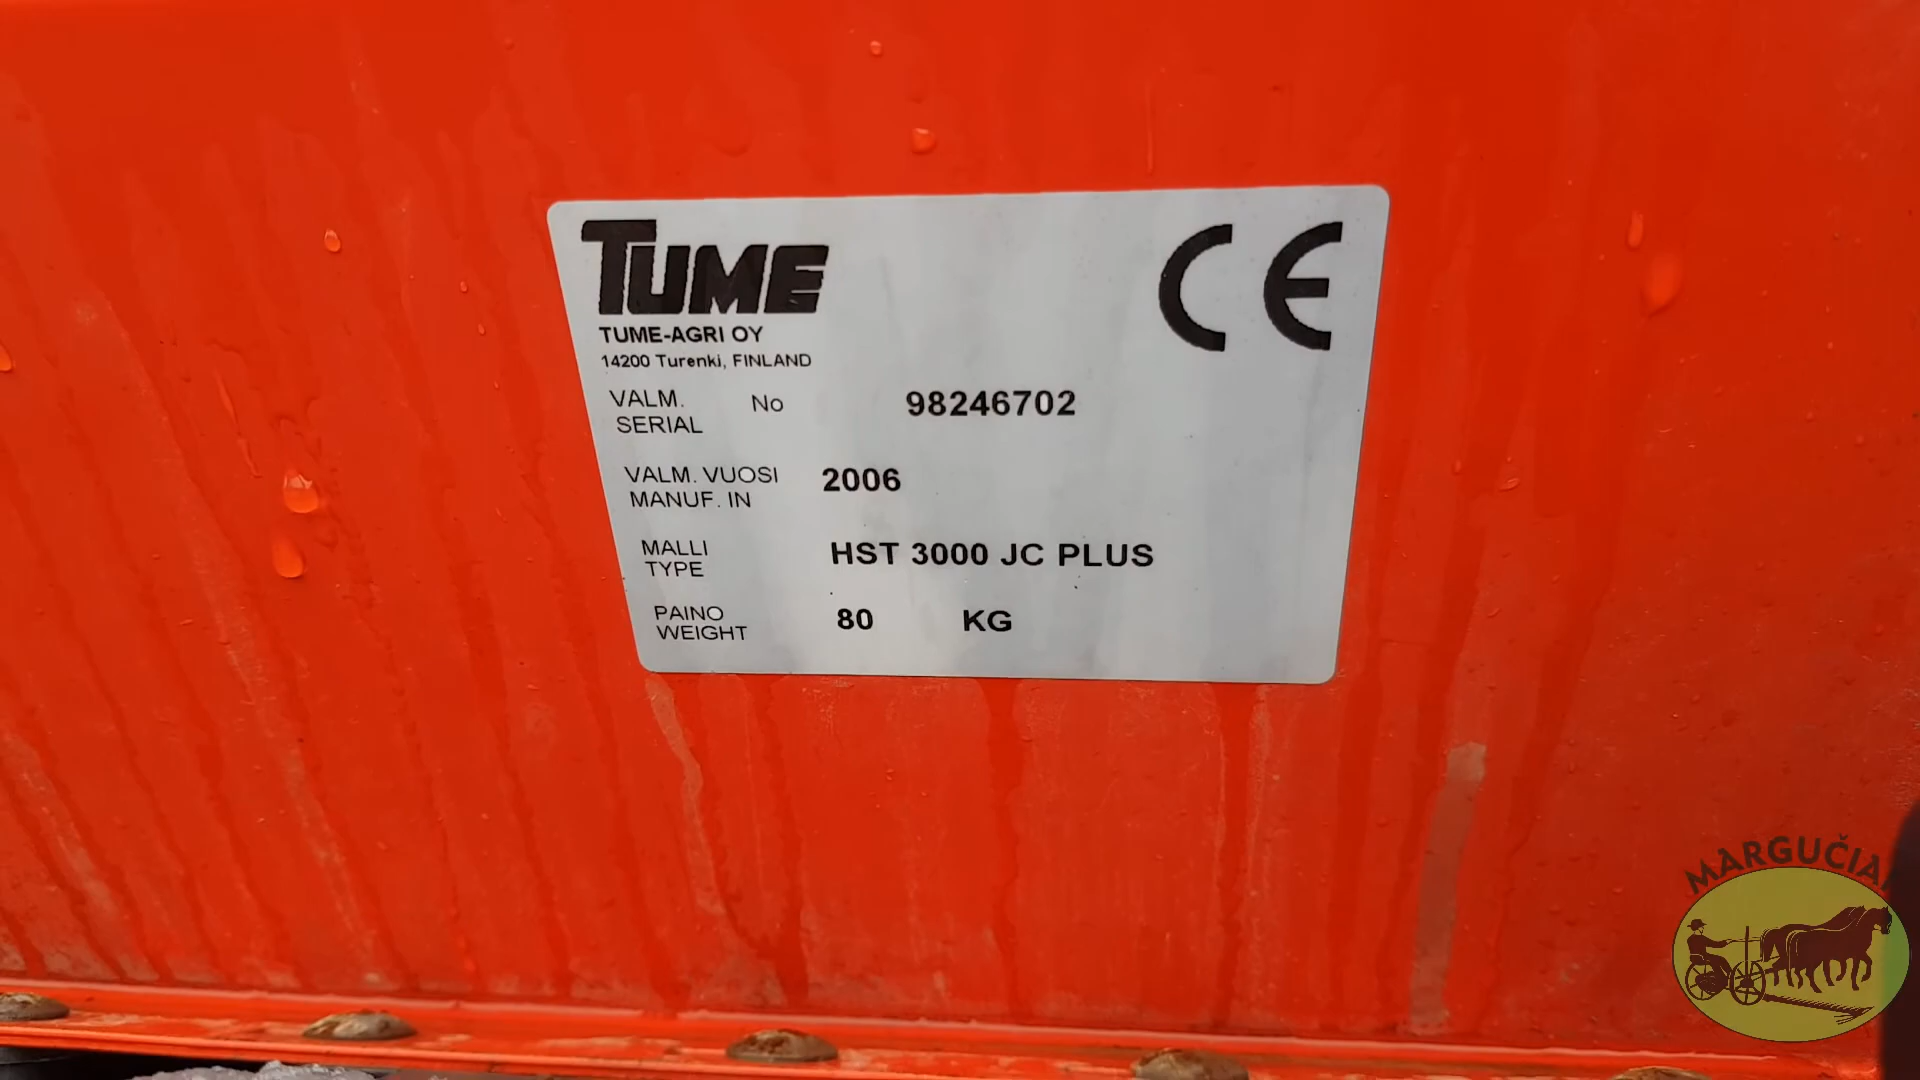 TUME
CE
TUME-AGRI OY
14200 Turenki, FINLAND
VALM. No 98246702
SERIAL
VALM. VUOSI 2006
MANUF. IN
MALLI HST 3000 JC PLUS
TYPE
PAINO 80 KG
WEIGHT
MARGUČIAI